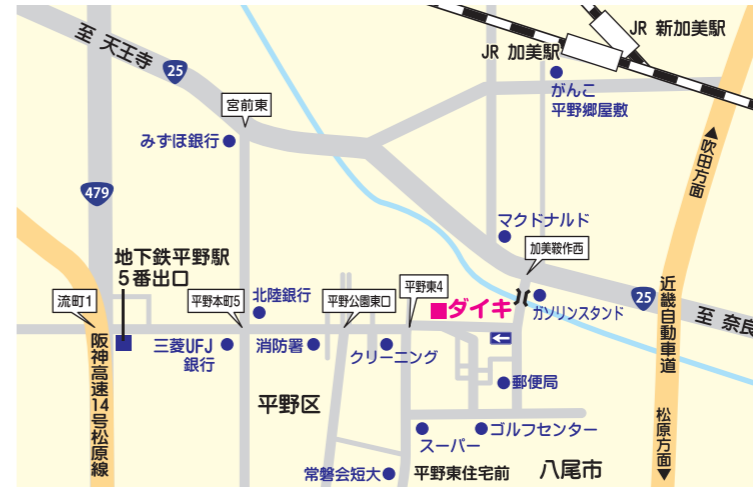 至 天王寺
25
JR 新加美駅
JR 加美駅
がんこ
平野郷屋敷
宮前東
みずほ銀行
吹田方面
479
マクドナルド
加美鞍作西
地下鉄平野駅
5番出口
流町1
平野本町5
北陸銀行
平野公園東口
平野東4
ダイキ
ガソリンスタンド
25
至 奈良
近畿自動車道
三菱UFJ
銀行
消防署
クリーニング
阪神高速14号松原線
平野区
郵便局
スーパー
ゴルフセンター
松原方面
常磐会短大
平野東住宅前
八尾市